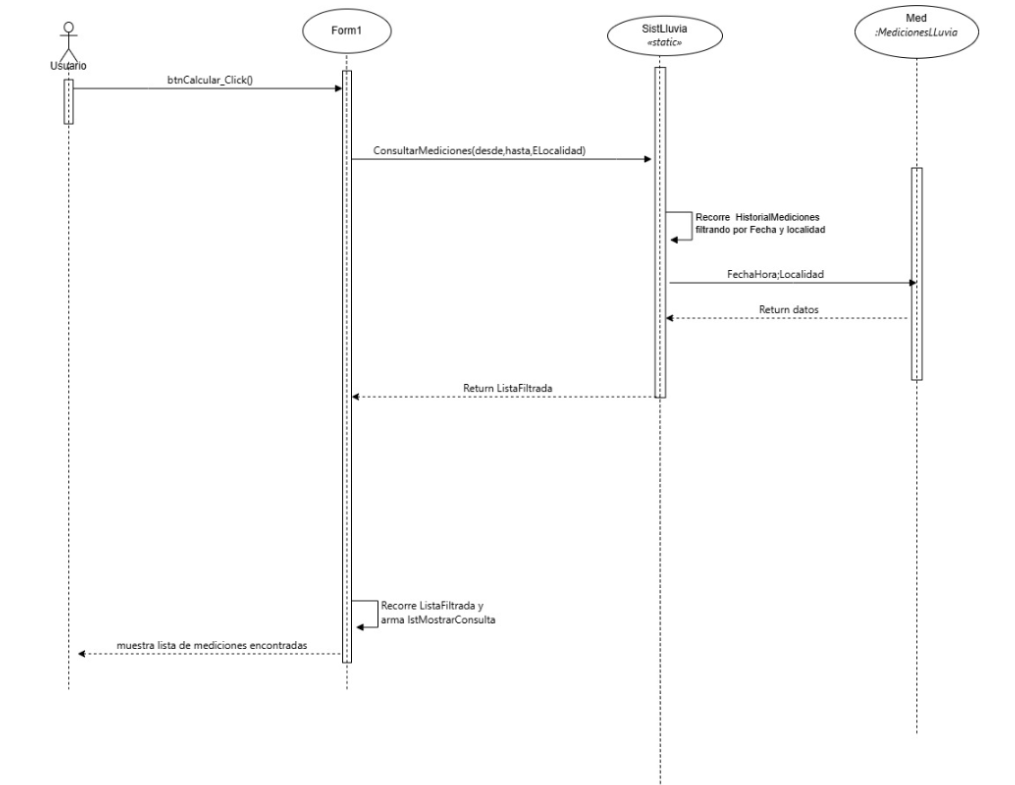 Usuario
Form1
SistLluvia
«static»
Med
:MedicionesLLuvia
btnCalcular_Click()
ConsultarMediciones(desde,hasta,ELocalidad)
Recorre HistorialMediciones
filtrando por Fecha y localidad
FechaHora;Localidad
Return datos
Return ListaFiltrada
Recorre ListaFiltrada y
arma lstMostrarConsulta
muestra lista de mediciones encontradas